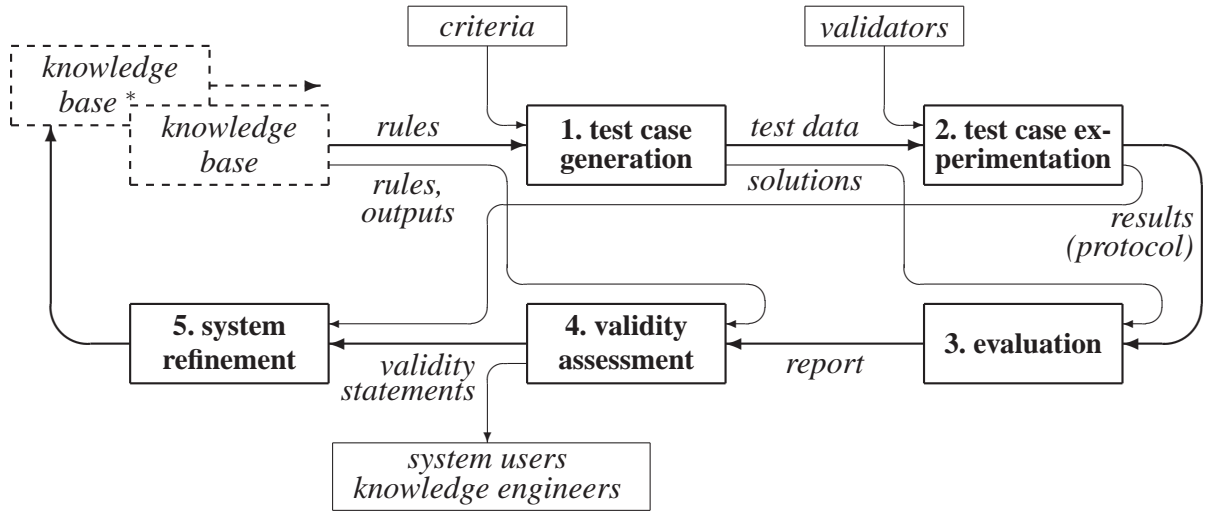 criteria
validators
knowledge
base *
knowledge
base
rules
1. test case
generation
test data
2. test case ex-
perimentation
rules,
outputs
solutions
results
(protocol)
5. system
refinement
validity
statements
4. validity
assessment
report
3. evaluation
system users
knowledge engineers